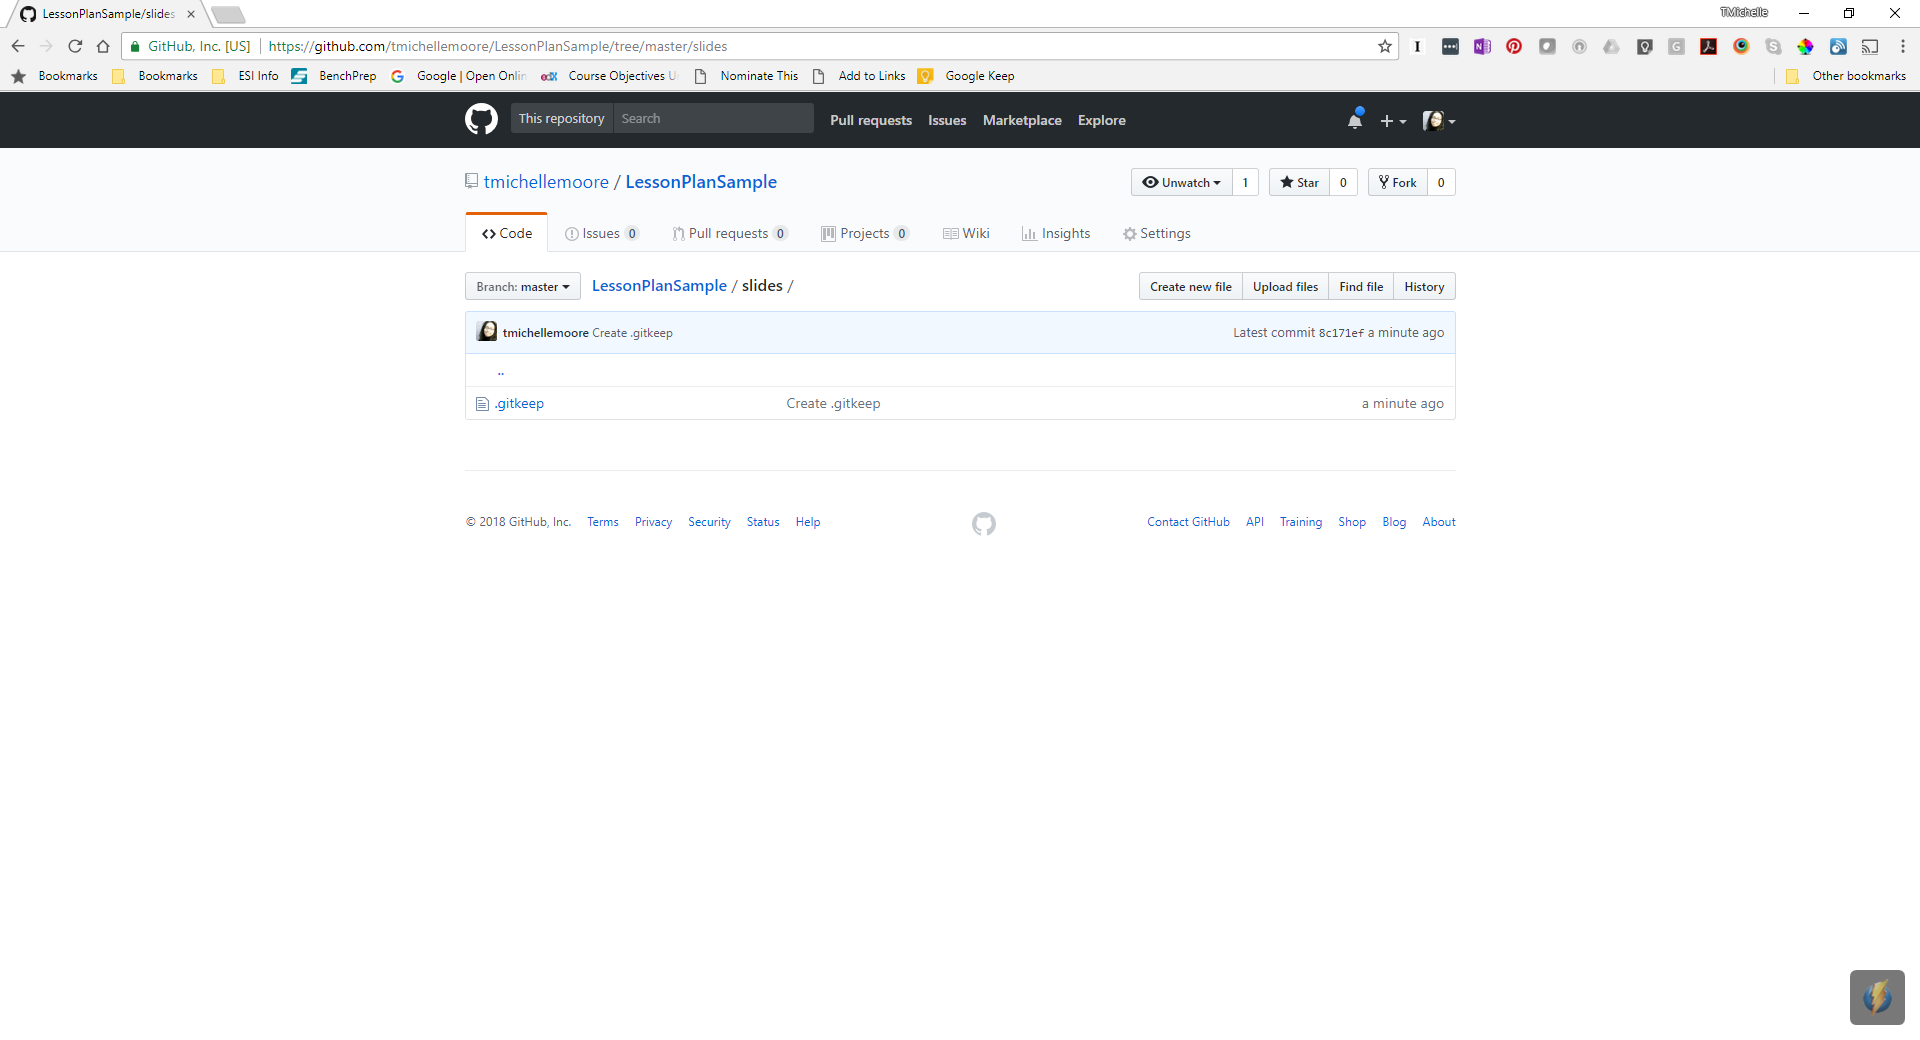 LessonPlanSample/slides
TMichelle
GitHub, Inc. [US] https://github.com/tmichellemoore/LessonPlanSample/tree/master/slides
Bookmarks Bookmarks ESI Info BenchPrep Google | Open Onlin Course Objectives Nominate This Add to Links Google Keep Other bookmarks
This repository Search Pull requests Issues Marketplace Explore
tmichellemoore / LessonPlanSample Unwatch 1 Star 0 Fork 0
Code Issues 0 Pull requests 0 Projects 0 Wiki Insights Settings
Branch: master LessonPlanSample / slides / Create new file Upload files Find file History
tmichellemoore Create .gitkeep Latest commit 8c171ef a minute ago
..
.gitkeep Create .gitkeep a minute ago
© 2018 GitHub, Inc. Terms Privacy Security Status Help Contact GitHub API Training Shop Blog About